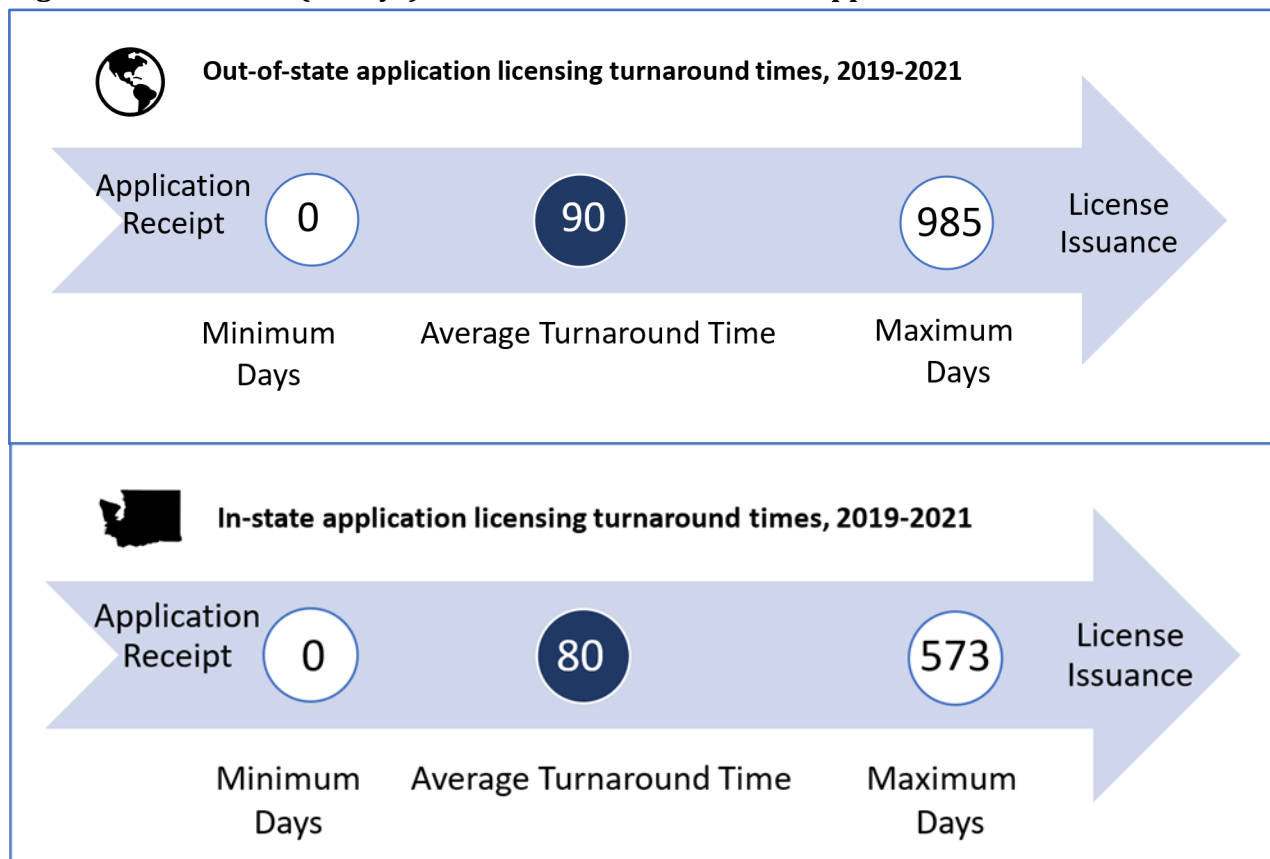 Out-of-state application licensing turnaround times, 2019-2021
Application
Receipt
0
90
985
License
Issuance
Minimum
Days
Average Turnaround Time
Maximum
Days
In-state application licensing turnaround times, 2019-2021
Application
Receipt
0
80
573
License
Issuance
Minimum
Days
Average Turnaround Time
Maximum
Days